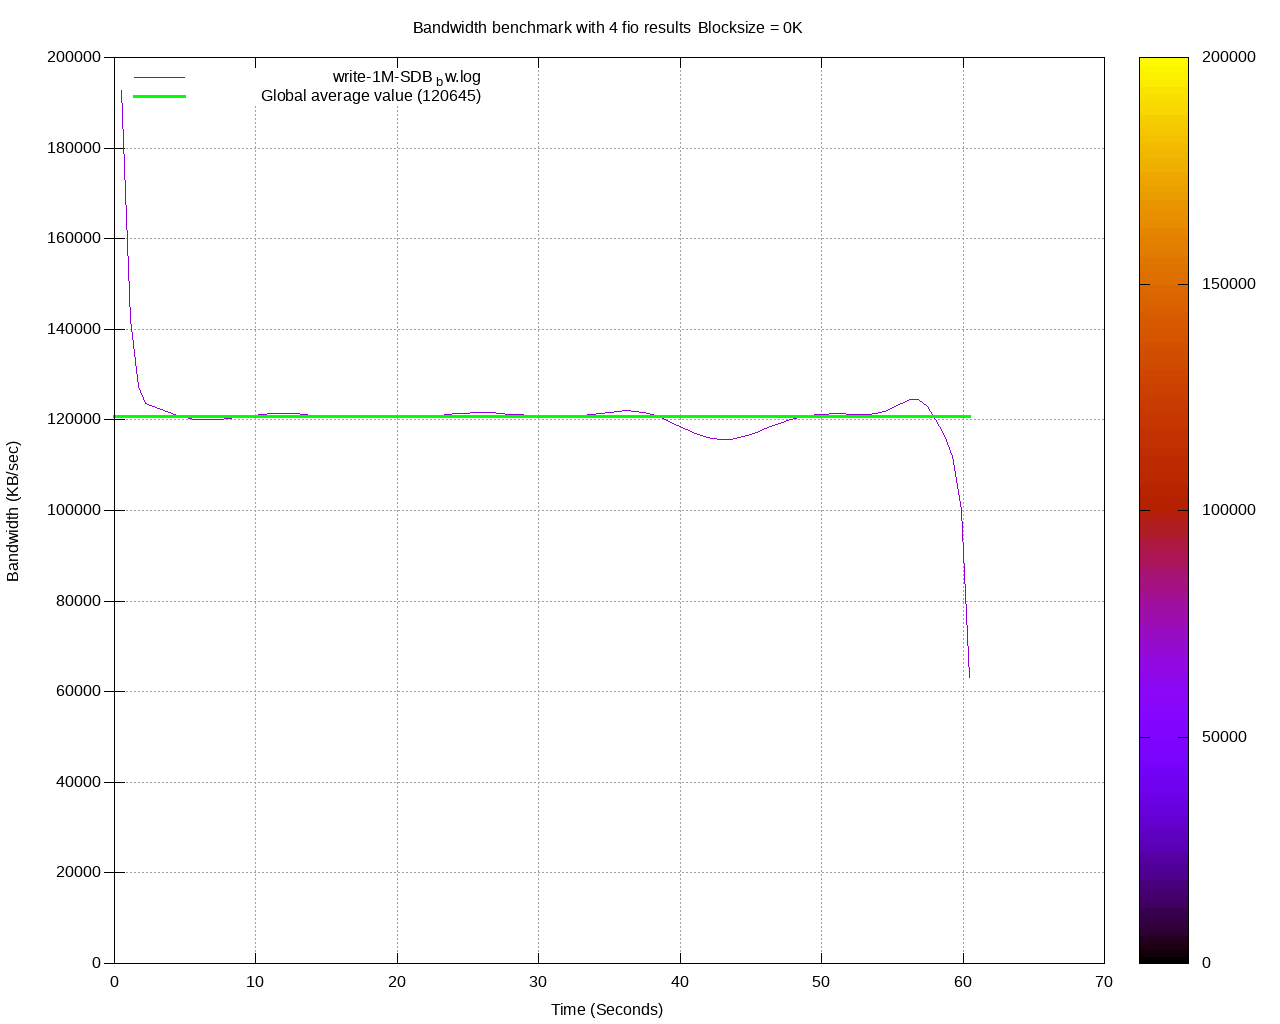 Bandwidth benchmark with 4 fio results Blocksize = 0K
write-1M-SDB_bw.log
Global average value (120645)
200000
180000
160000
140000
120000
100000
80000
60000
40000
20000
0
Bandwidth (KB/sec)
0 10 20 30 40 50 60 70
Time (Seconds)
200000
150000
100000
50000
0